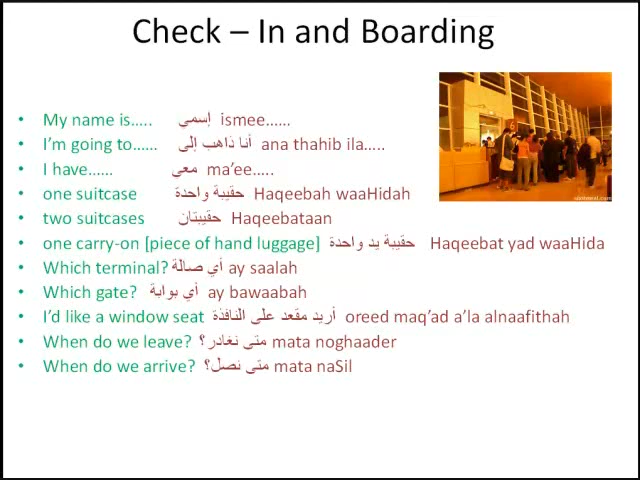 Check – In and Boarding
My name is….. إسمى ismee……
I'm going to…… أنا ذاهب إلى ana thahib ila…..
I have…… معى ma'ee…..
one suitcase حقيبة واحدة Haqeebah waaHidah
two suitcases حقيبتان Haqeebataan
one carry-on [piece of hand luggage] حقيبة يد واحدة Haqeebat yad waaHida
Which terminal? أي صالة ay saalah
Which gate? أي بوابة ay bawaabah
I'd like a window seat أريد مقعد على النافذة oreed maq'ad a'la alnaafithah
When do we leave? متى نغادر؟ mata noghaader
When do we arrive? متى نصل؟ mata naSil